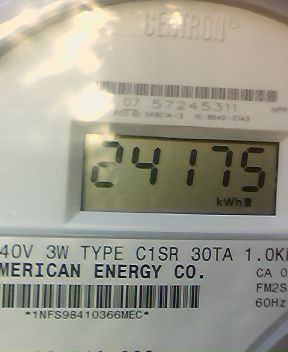 CENTRON®
07 57245311
24175
kWh
40V 3W TYPE C1SR 30TA 1.0K
MERICAN ENERGY CO.
CA 0
FM2S
60Hz
*1NFS98410366MEC*